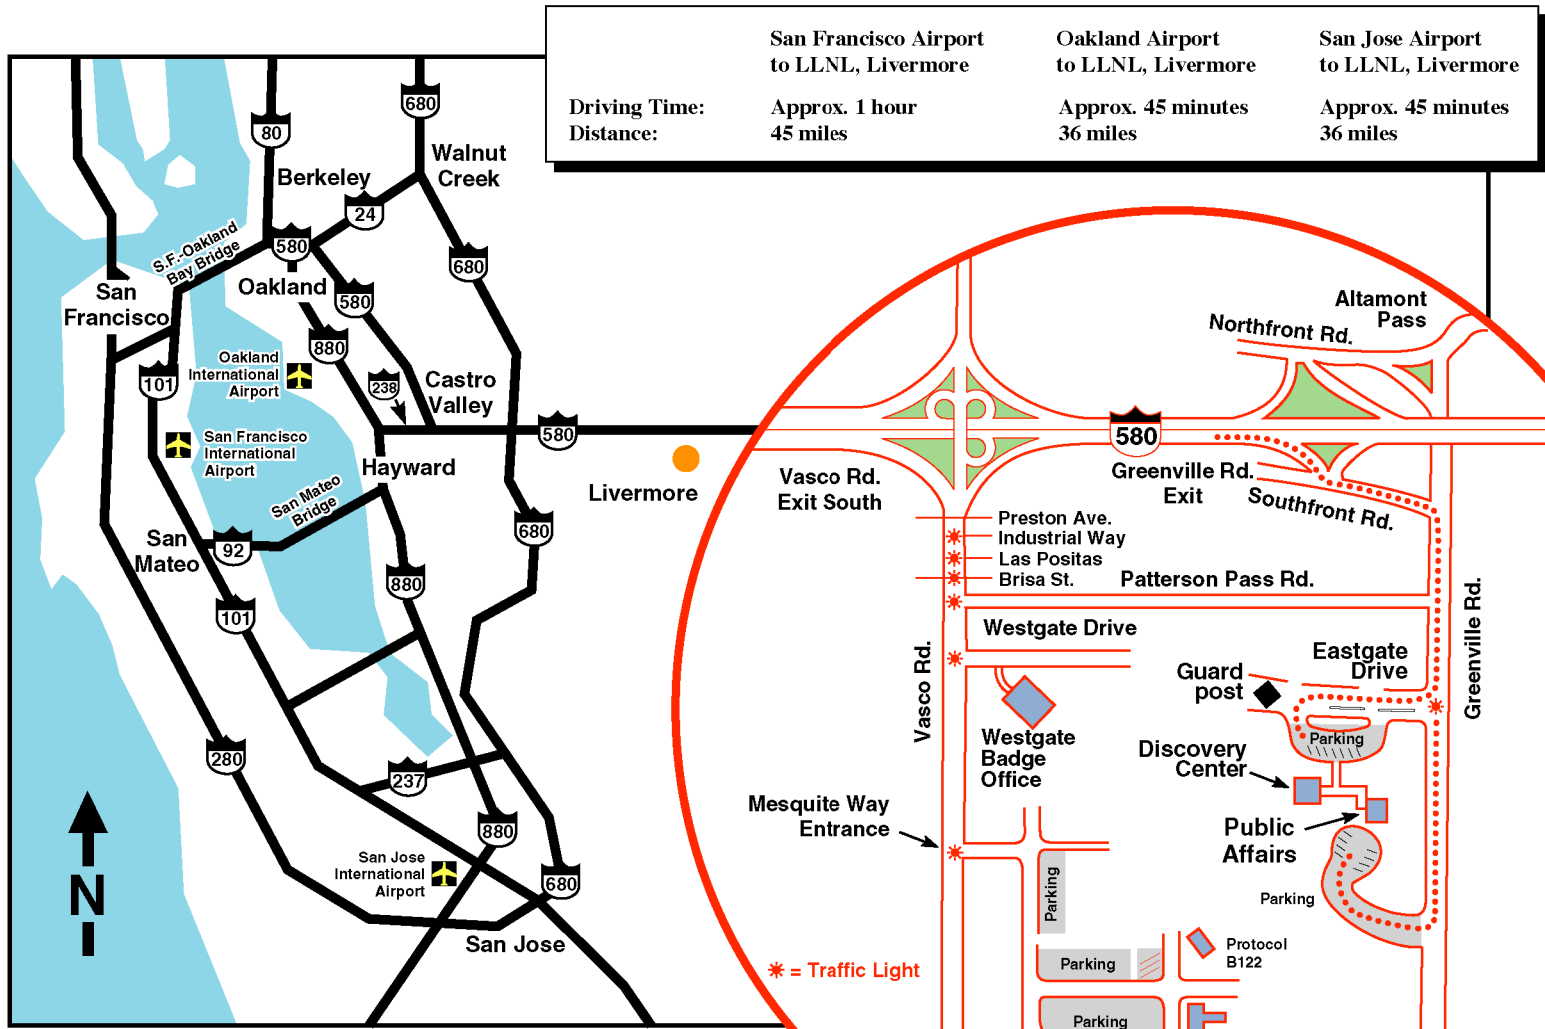 San Francisco Airport
to LLNL, Livermore
Oakland Airport
to LLNL, Livermore
San Jose Airport
to LLNL, Livermore
Driving Time:
Approx. 1 hour
Approx. 45 minutes
Approx. 45 minutes
Distance:
45 miles
36 miles
36 miles
680
80
Walnut
Creek
Berkeley
24
S.F.-Oakland
Bay Bridge
580
680
San
Francisco
Oakland
580
880
Oakland
International
Airport
101
238
Castro
Valley
580
San Francisco
International
Airport
Hayward
Livermore
San Mateo
Bridge
680
San
Mateo
92
880
101
280
237
880
San Jose
International
Airport
680
San Jose
N
Altamont
Pass
Northfront Rd.
580
Vasco Rd.
Exit South
Greenville Rd.
Exit
Southfront Rd.
Preston Ave.
Industrial Way
Las Positas
Brisa St.
Patterson Pass Rd.
Westgate Drive
Vasco Rd.
Greenville Rd.
Eastgate
Drive
Guard
post
Parking
Westgate
Badge
Office
Discovery
Center
Mesquite Way
Entrance
Public
Affairs
Parking
Parking
Protocol
B122
Parking
= Traffic Light
Parking